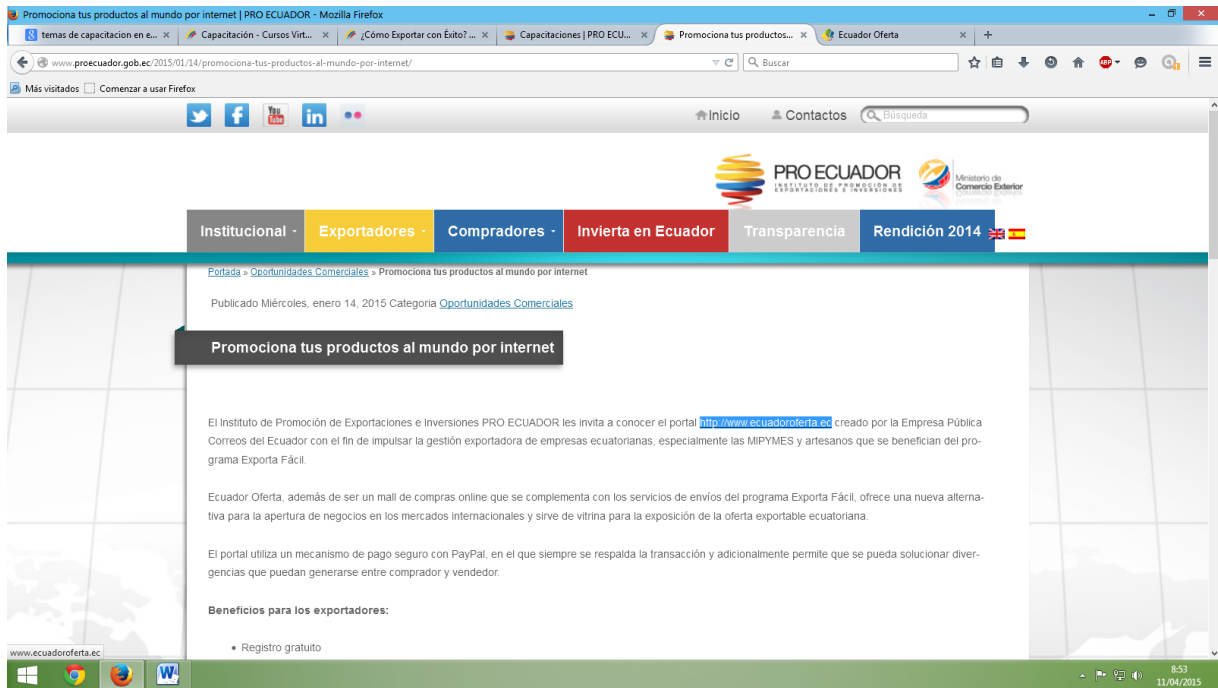 Promociona tus productos al mundo por internet | PRO ECUADOR - Mozilla Firefox
temas de capacitacion en e...
Capacitación - Cursos Virt...
¿Cómo Exportar con Éxito? ...
Capacitaciones | PRO ECU...
Promociona tus productos...
Ecuador Oferta
www.proecuador.gob.ec/2015/01/14/promociona-tus-productos-al-mundo-por-internet/
Buscar
ABP
Más visitados
Comenzar a usar Firefox
You Tube
Inicio
Contactos
Búsqueda
PRO ECUADOR
INSTITUTO DE PROMOCIÓN DE
EXPORTACIONES E INVERSIONES
Ministerio de
Comercio Exterior
Institucional -
Exportadores -
Compradores -
Invierta en Ecuador
Transparencia
Rendición 2014
Portada » Oportunidades Comerciales » Promociona tus productos al mundo por internet
Publicado Miércoles, enero 14, 2015 Categoria Oportunidades Comerciales
Promociona tus productos al mundo por internet
El Instituto de Promoción de Exportaciones e Inversiones PRO ECUADOR les invita a conocer el portal http://www.ecuadoroferta.ec creado por la Empresa Pública
Correos del Ecuador con el fin de impulsar la gestión exportadora de empresas ecuatorianas, especialmente las MIPYMES y artesanos que se benefician del pro-
grama Exporta Fácil.
Ecuador Oferta, además de ser un mall de compras online que se complementa con los servicios de envíos del programa Exporta Fácil, ofrece una nueva alterna-
tiva para la apertura de negocios en los mercados internacionales y sirve de vitrina para la exposición de la oferta exportable ecuatoriana.
El portal utiliza un mecanismo de pago seguro con PayPal, en el que siempre se respalda la transacción y adicionalmente permite que se pueda solucionar diver-
gencias que puedan generarse entre comprador y vendedor.
Beneficios para los exportadores:
• Registro gratuito
www.ecuadoroferta.ec
8:53
11/04/2015